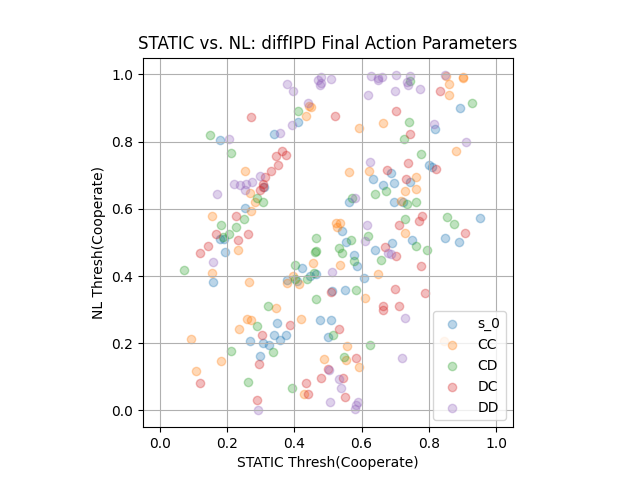 STATIC vs. NL: diffIPD Final Action Parameters
NL Thresh(Cooperate)
1.0
0.8
0.6
0.4
0.2
0.0
s_0
CC
CD
DC
DD
0.0 0.2 0.4 0.6 0.8 1.0
STATIC Thresh(Cooperate)